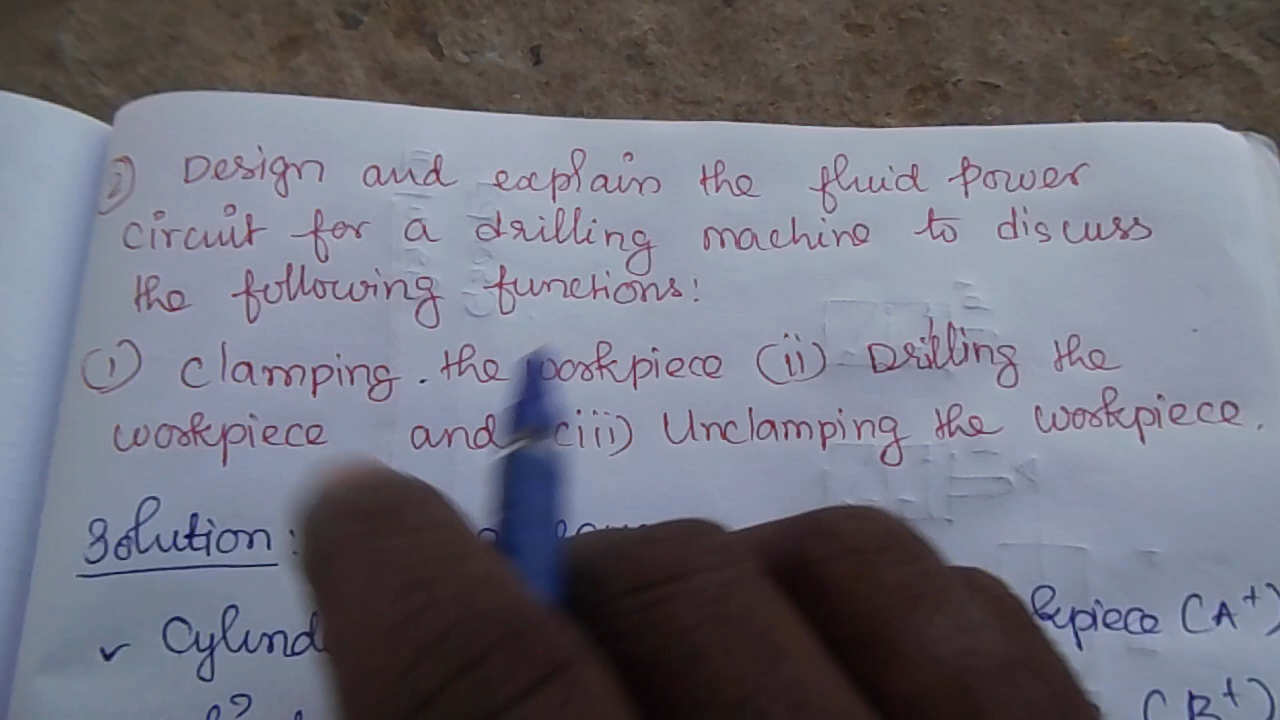 2) Design and explain the fluid power
circuit for a drilling machine to discuss
the following functions:
(i) Clamping. the workpiece (ii) Drilling the
workpiece and (iii) Unclamping the workpiece.
Solution:
✓ Cylind kpiece (A+)
(B+)